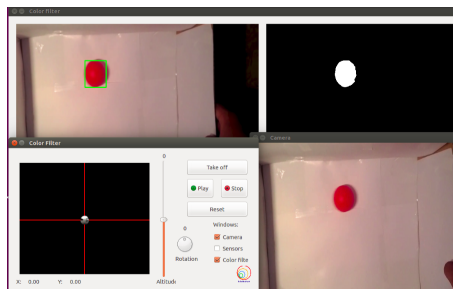 Color filter
Camera
Color Filter
0
Take off
Play
Stop
Reset
Windows:
Camera
0
Sensors
Rotation
Color Filte
X: 0.00 Y: 0.00
Altitud